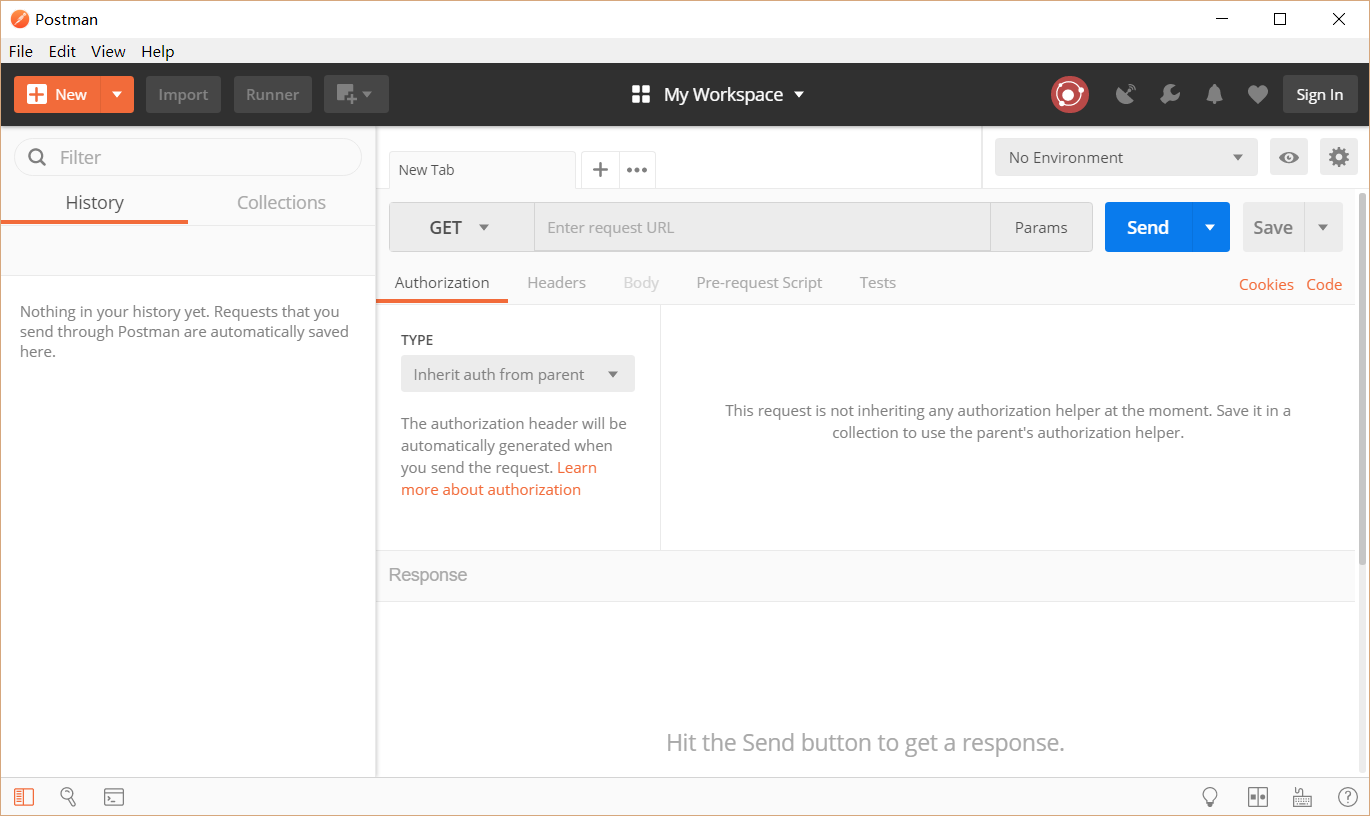 Postman
File Edit View Help
New Import Runner My Workspace Sign In
Filter
History Collections
Nothing in your history yet. Requests that you
send through Postman are automatically saved
here.
New Tab
No Environment
GET Enter request URL Params Send Save
Authorization Headers Body Pre-request Script Tests Cookies Code
TYPE
Inherit auth from parent
The authorization header will be
automatically generated when
you send the request. Learn
more about authorization
This request is not inheriting any authorization helper at the moment. Save it in a
collection to use the parent's authorization helper.
Response
Hit the Send button to get a response.